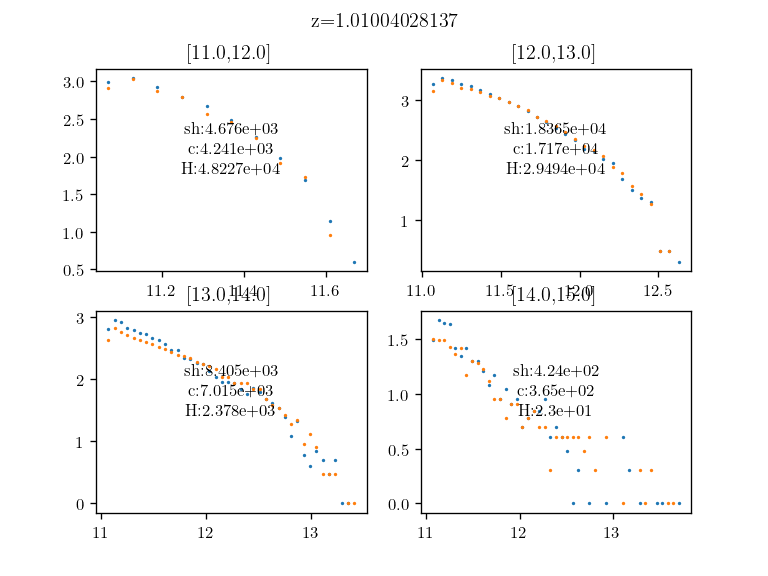 z=1.01004028137
[11.0,12.0]
[12.0,13.0]
3.0
2.5
2.0
1.5
1.0
0.5
sh:4.676e+03
c:4.241e+03
H:4.8227e+04
11.2
11.4
11.6
3
2
1
sh:1.8365e+04
c:1.717e+04
H:2.9494e+04
11.0
11.5
12.0
12.5
[13.0,14.0]
[14.0,15.0]
3
2
1
0
sh:8.405e+03
c:7.015e+03
H:2.378e+03
11
12
13
1.5
1.0
0.5
0.0
sh:4.24e+02
c:3.65e+02
H:2.3e+01
11
12
13